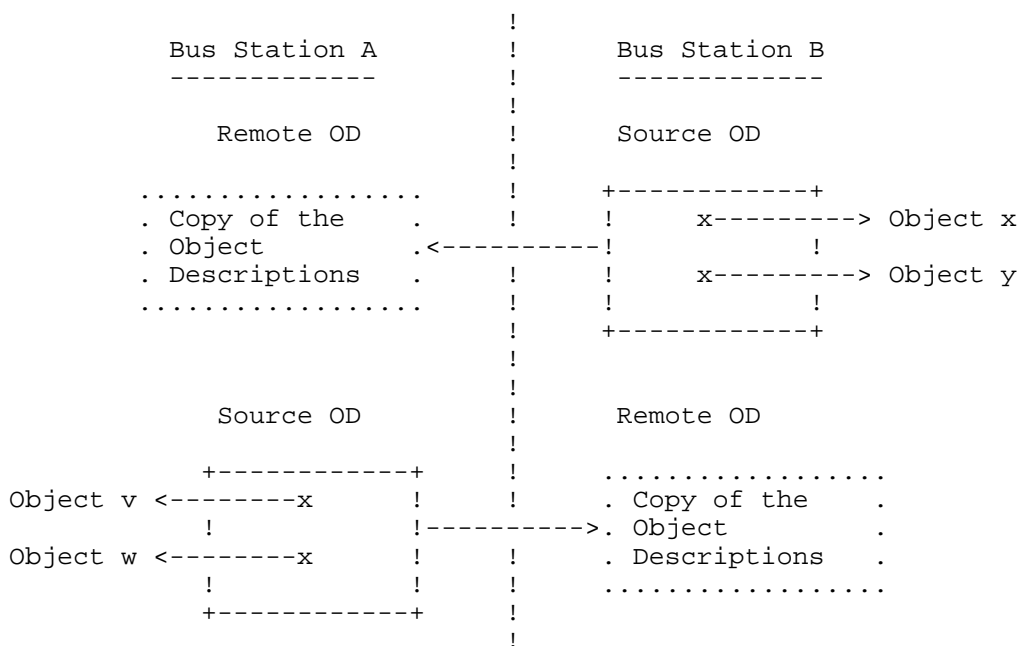 Bus Station A ! Bus Station B
------------- ! -------------
Remote OD ! Source OD
.................. ! +------------+
. Copy of the . ! ! x---------> Object x
. Object .<----------! !
. Descriptions . ! ! x---------> Object y
.................. ! ! !
! +------------+
Source OD ! Remote OD
+------------+ ! ..................
Object v <--------x ! ! . Copy of the .
! !---------->. Object .
Object w <--------x ! ! . Descriptions .
! ! ! ..................
+------------+ !